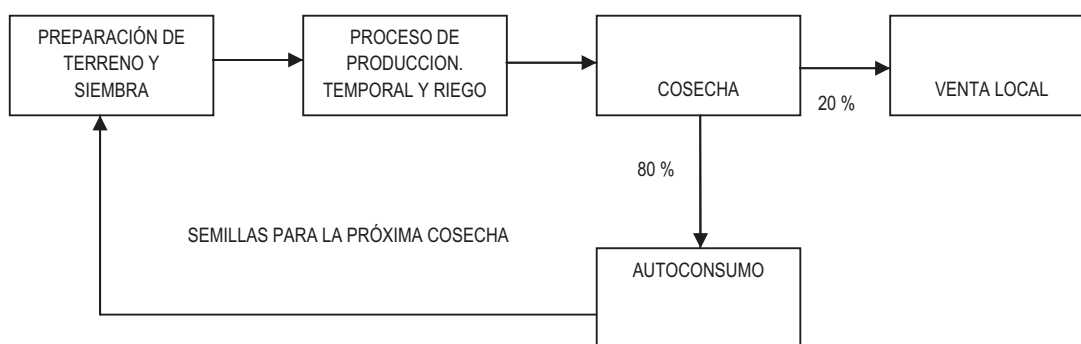 PREPARACIÓN DE
TERRENO Y
SIEMBRA
PROCESO DE
PRODUCCION.
TEMPORAL Y RIEGO
COSECHA
VENTA LOCAL
20 %
80 %
SEMILLAS PARA LA PRÓXIMA COSECHA
AUTOCONSUMO